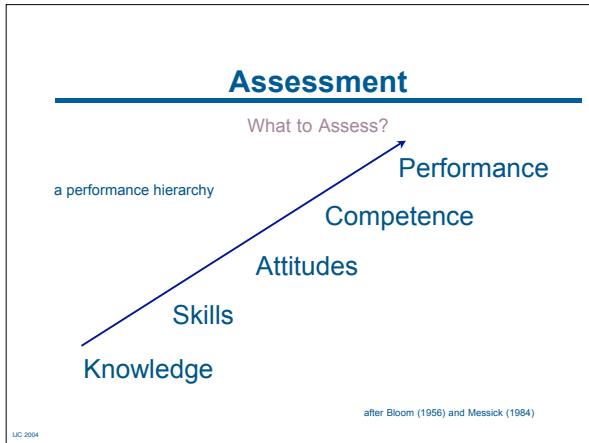 Assessment
What to Assess?
Performance
a performance hierarchy
Competence
Attitudes
Skills
Knowledge
after Bloom (1956) and Messick (1984)
IJC 2004